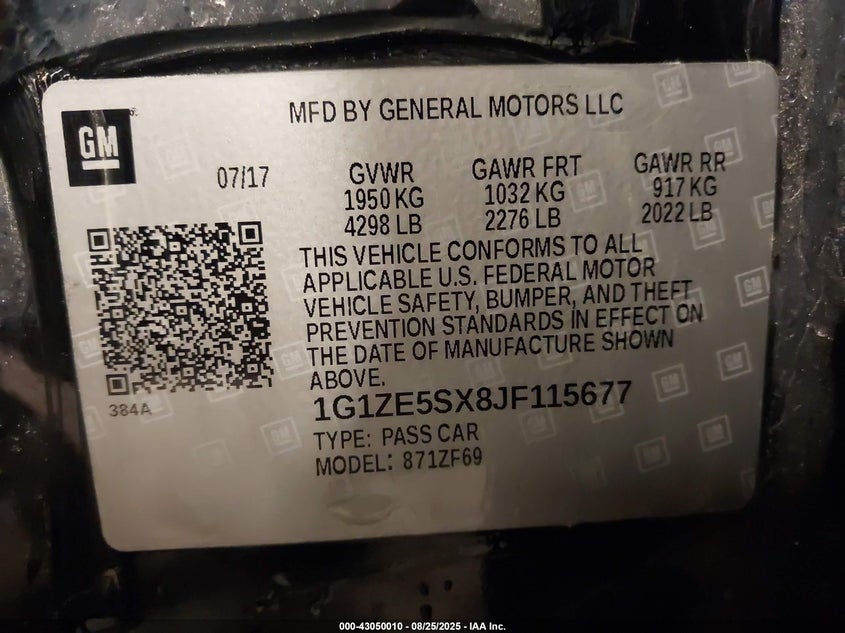 MFD BY GENERAL MOTORS LLC
GM
07/17
GVWR
1950 KG
4298 LB
GAWR FRT
1032 KG
2276 LB
GAWR RR
917 KG
2022 LB
THIS VEHICLE CONFORMS TO ALL
APPLICABLE U.S. FEDERAL MOTOR
VEHICLE SAFETY, BUMPER, AND THEFT
PREVENTION STANDARDS IN EFFECT ON
THE DATE OF MANUFACTURE SHOWN
ABOVE.
384A
1G1ZE5SX8JF115677
TYPE: PASS CAR
MODEL: 871ZF69
000-43050010 - 08/25/2025 - IAA Inc.